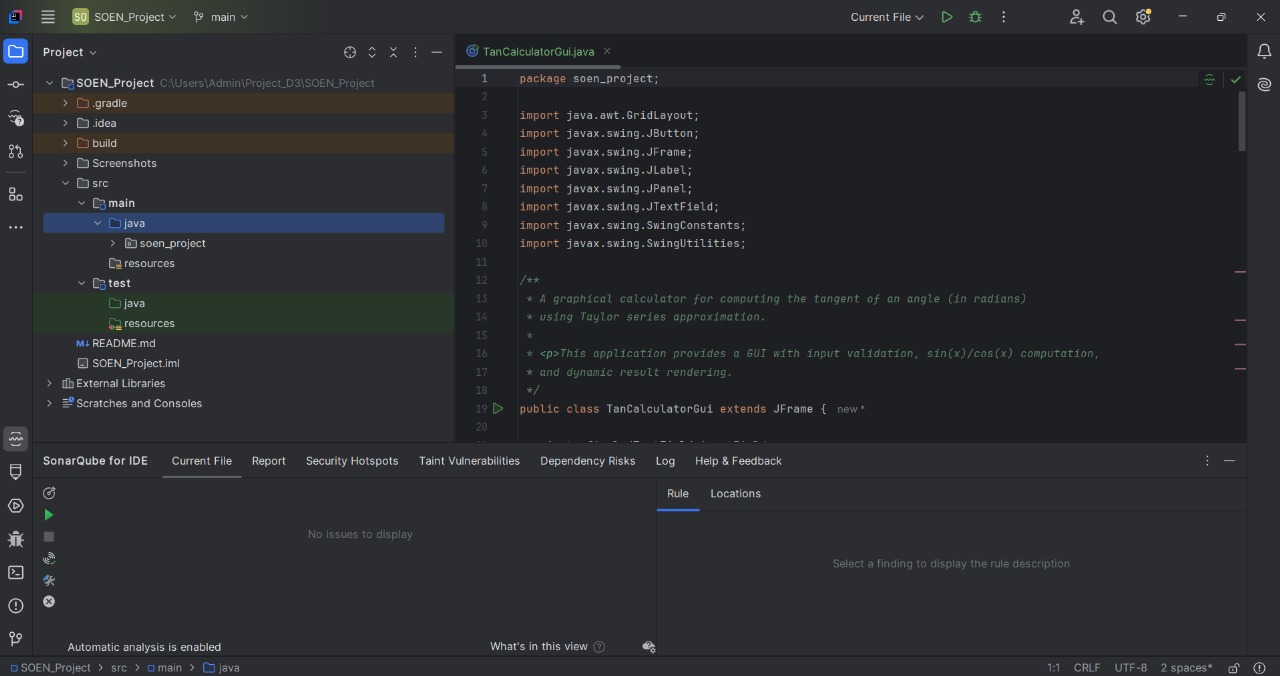 SO SOEN_Project main Current File
Project
TanCalculatorGui.java
SOEN_Project C:\Users\Admin\Project_D3\SOEN_Project
.gradle
.idea
build
Screenshots
src
main
java
soen_project
resources
test
java
resources
README.md
SOEN_Project.iml
External Libraries
Scratches and Consoles
1 package soen_project;
2
3 import java.awt.GridLayout;
4 import javax.swing.JButton;
5 import javax.swing.JFrame;
6 import javax.swing.JLabel;
7 import javax.swing.JPanel;
8 import javax.swing.JTextField;
9 import javax.swing.SwingConstants;
10 import javax.swing.SwingUtilities;
11
12 /**
13 * A graphical calculator for computing the tangent of an angle (in radians)
14 * using Taylor series approximation.
15 *
16 * <p>This application provides a GUI with input validation, sin(x)/cos(x) computation,
17 * and dynamic result rendering.
18 */
19 public class TanCalculatorGui extends JFrame { new *
20
SonarQube for IDE Current File Report Security Hotspots Taint Vulnerabilities Dependency Risks Log Help & Feedback
Rule Locations
No issues to display
Select a finding to display the rule description
Automatic analysis is enabled What's in this view
SOEN_Project > src > main > java 1:1 CRLF UTF-8 2 spaces*